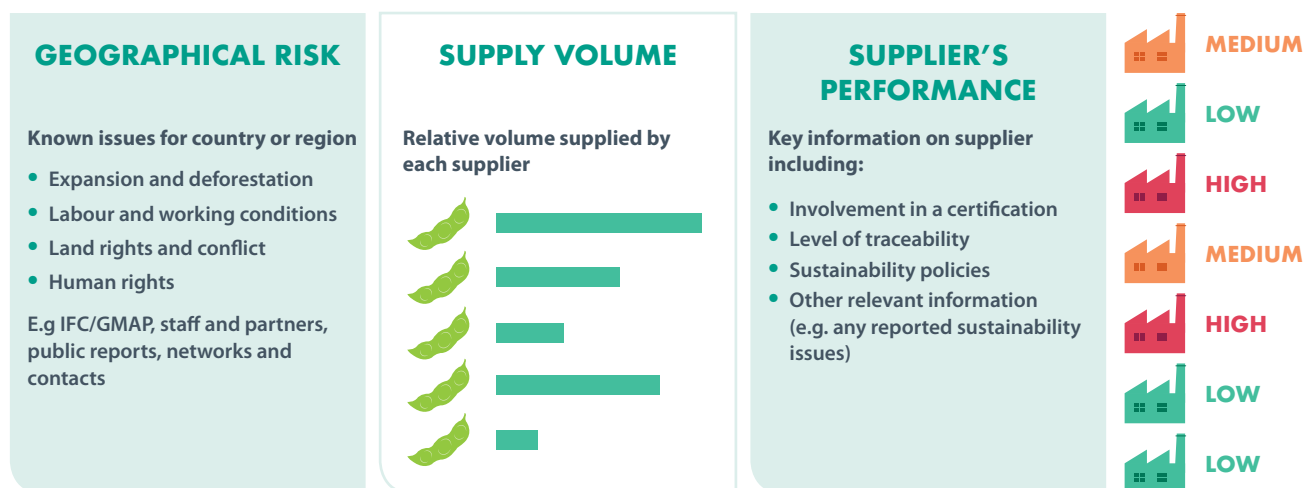 GEOGRAPHICAL RISK
Known issues for country or region
• Expansion and deforestation
• Labour and working conditions
• Land rights and conflict
• Human rights
E.g IFC/GMAP, staff and partners,
public reports, networks and
contacts
SUPPLY VOLUME
Relative volume supplied by
each supplier
SUPPLIER’S
PERFORMANCE
Key information on supplier
including:
• Involvement in a certification
• Level of traceability
• Sustainability policies
• Other relevant information
(e.g. any reported sustainability
issues)
MEDIUM
LOW
HIGH
MEDIUM
HIGH
LOW
LOW